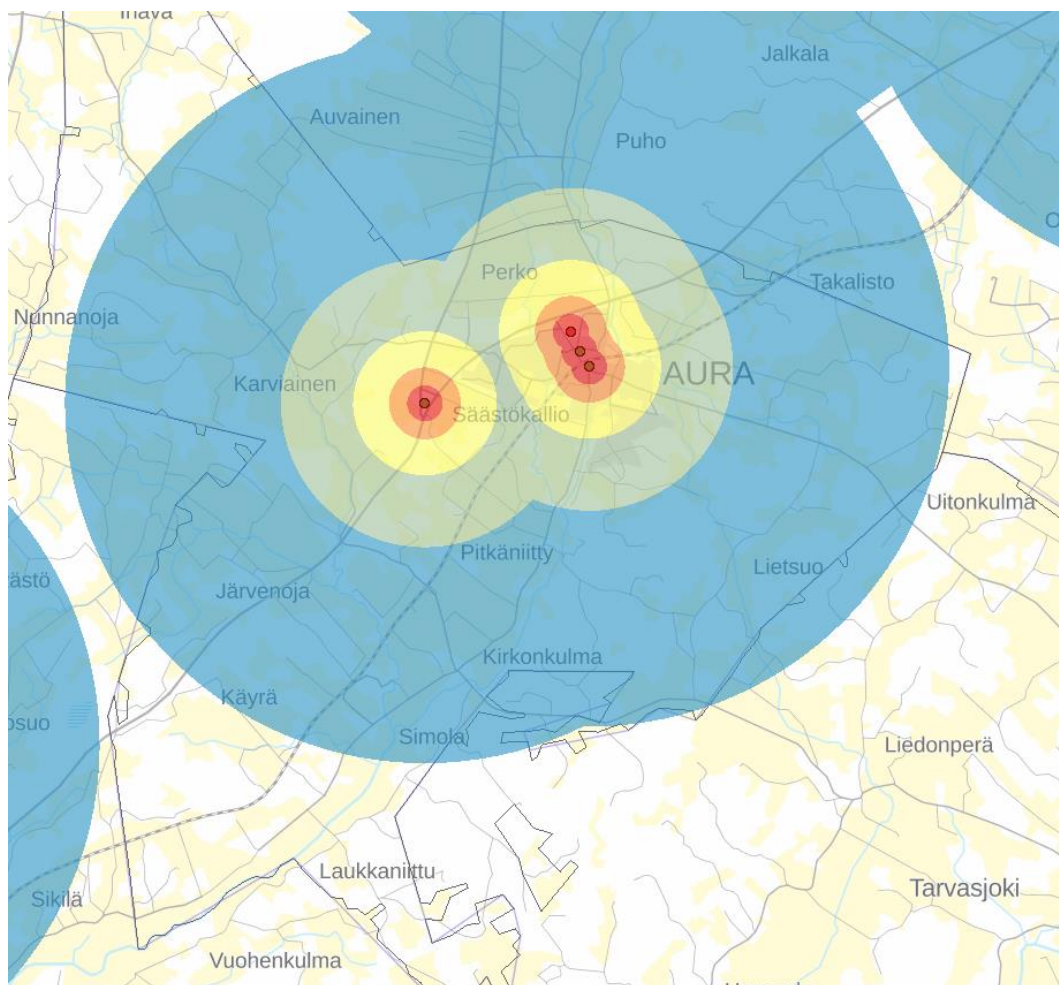 Ihava
Jalkala
Auvainen
Puho
Perko
Takalisto
Nunnanoja
AURA
Karviainen
Säästökallio
Uitonkulma
Pitkäniitty
Lietsuo
Järvenoja
Kirkonkulma
Käyrä
Simola
Liedonperä
Laukkaniittu
Tarvasjoki
Sikilä
Vuohenkulma